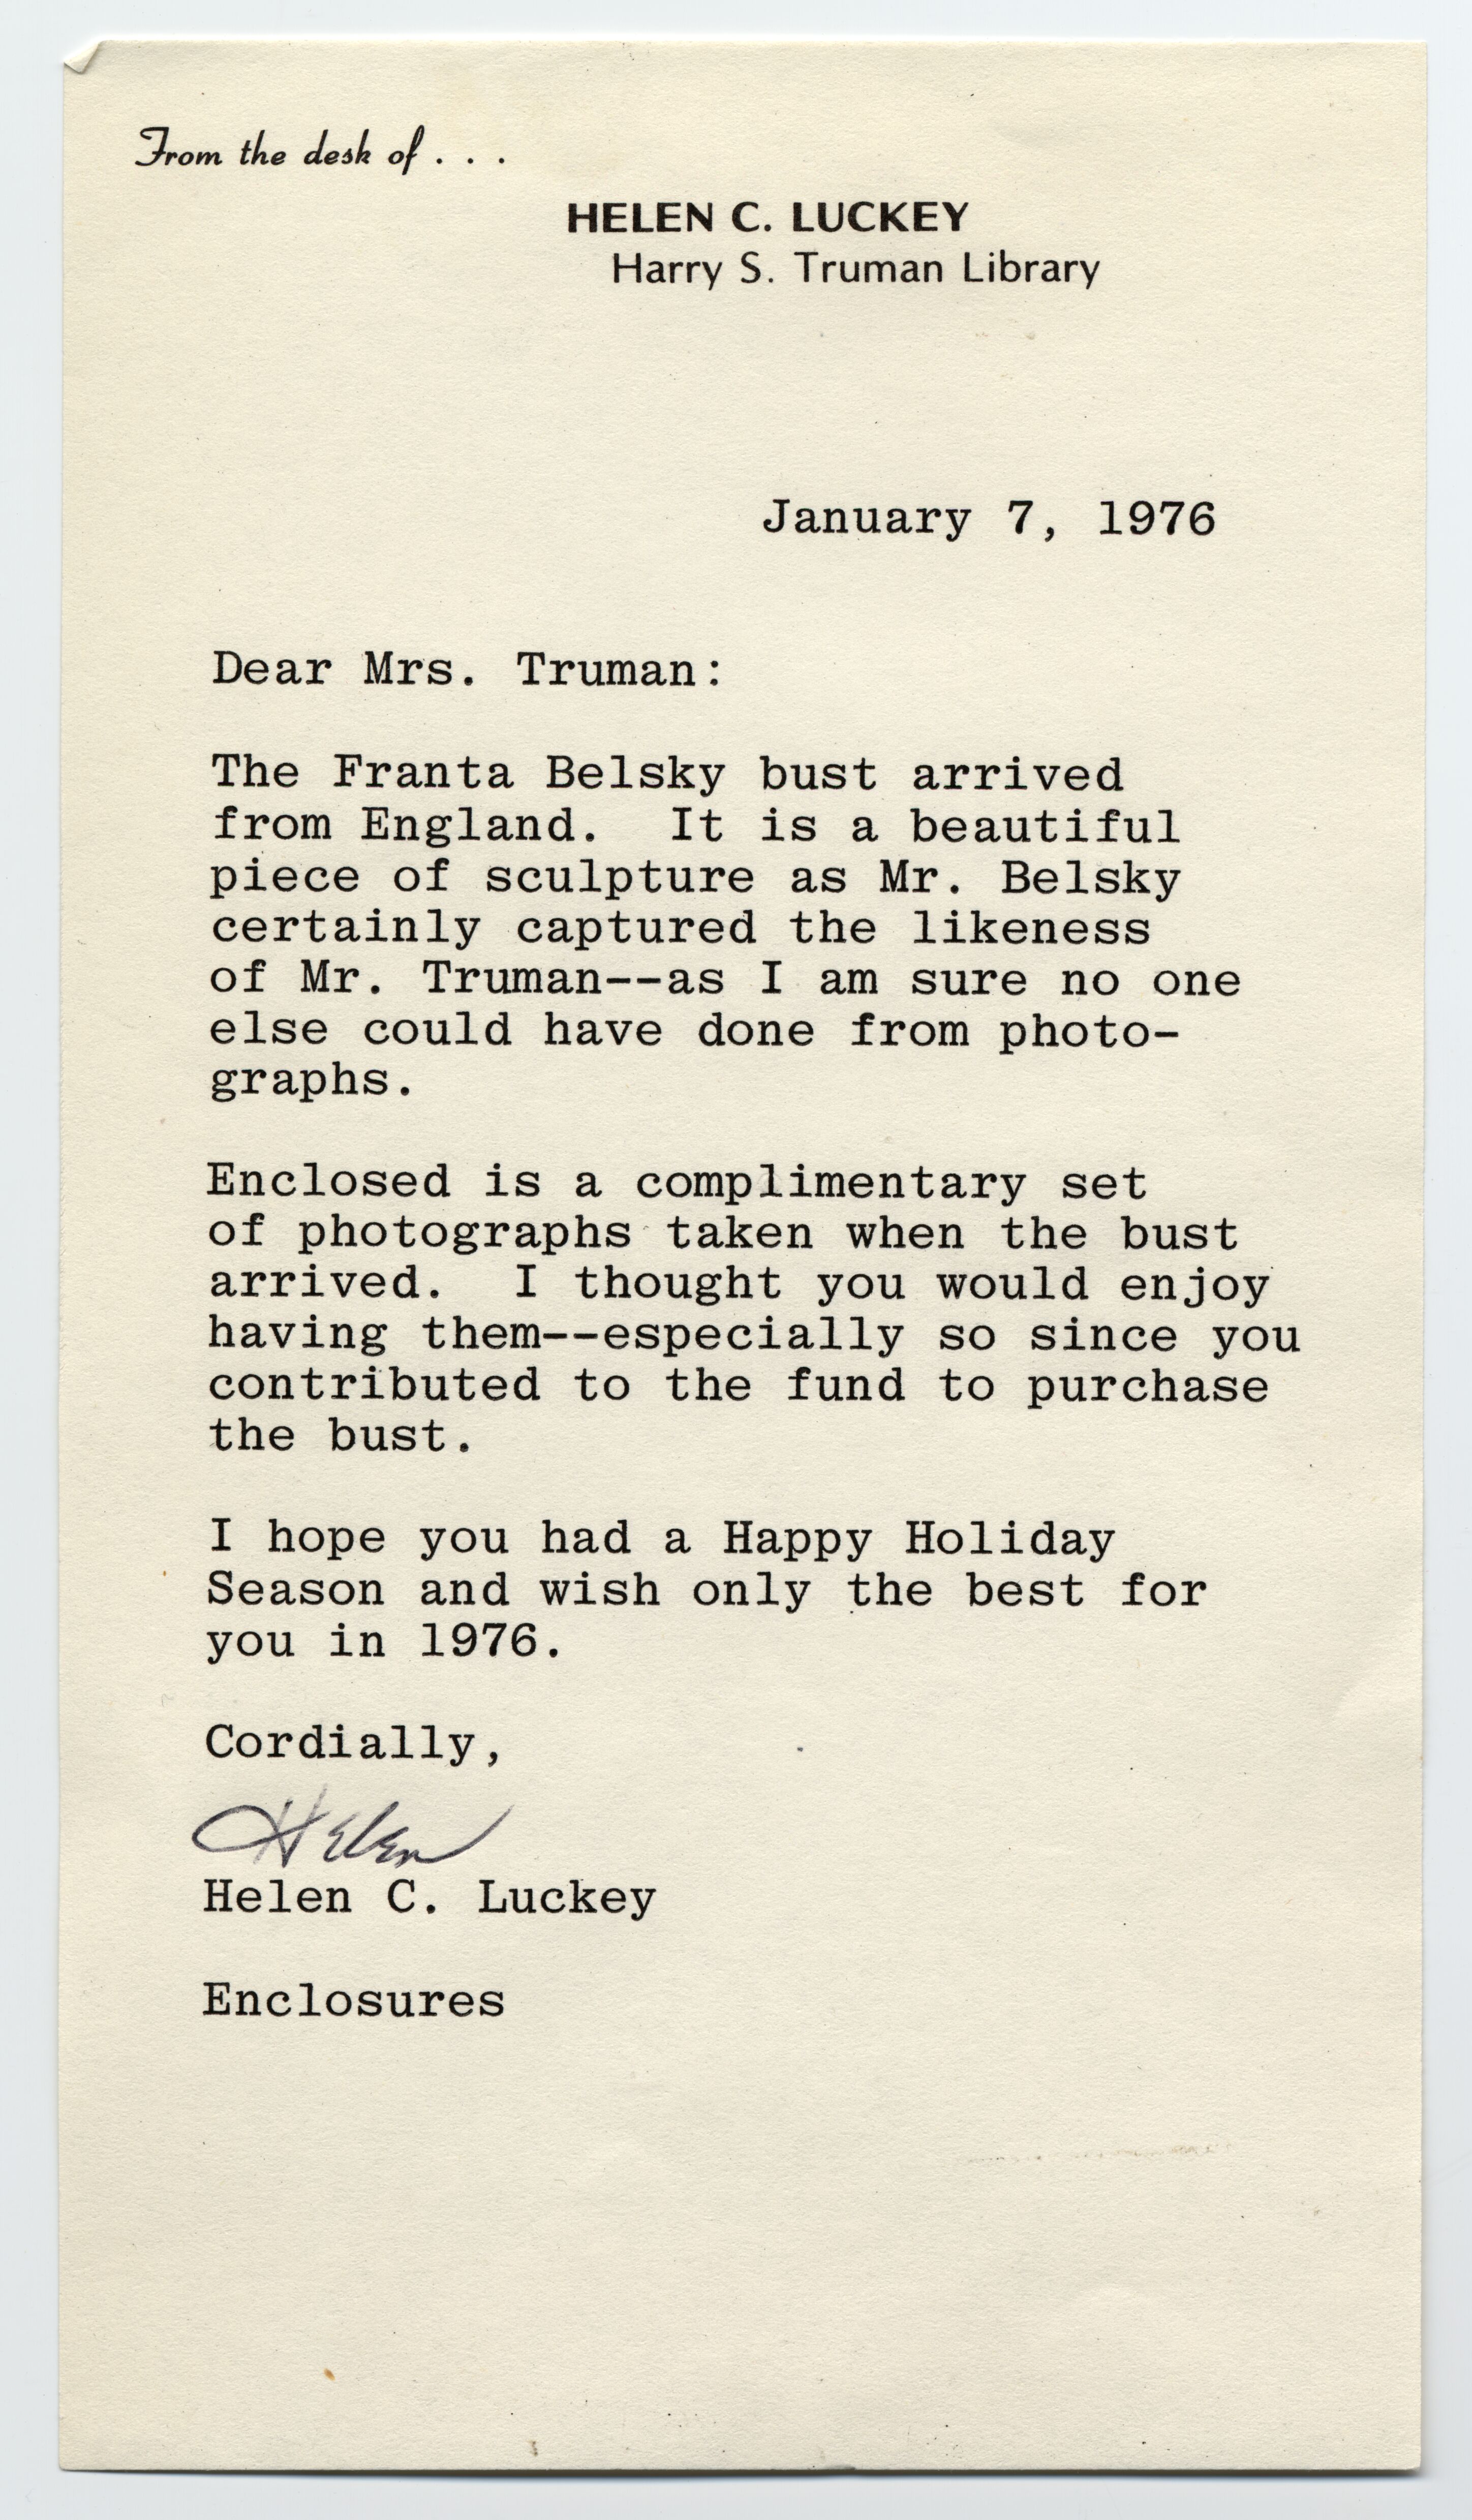 From the desk of . . .
HELEN C. LUCKEY
Harry S. Truman Library
January 7, 1976
Dear Mrs. Truman:
The Franta Belsky bust arrived
from England.  It is a beautiful
piece of sculpture as Mr. Belsky
certainly captured the likeness
of Mr. Truman--as I am sure no one
else could have done from photo-
graphs.
Enclosed is a complimentary set
of photographs taken when the bust
arrived.  I thought you would enjoy
having them--especially so since you
contributed to the fund to purchase
the bust.
I hope you had a Happy Holiday
Season and wish only the best for
you in 1976.
Cordially,
Helen
Helen C. Luckey
Enclosures